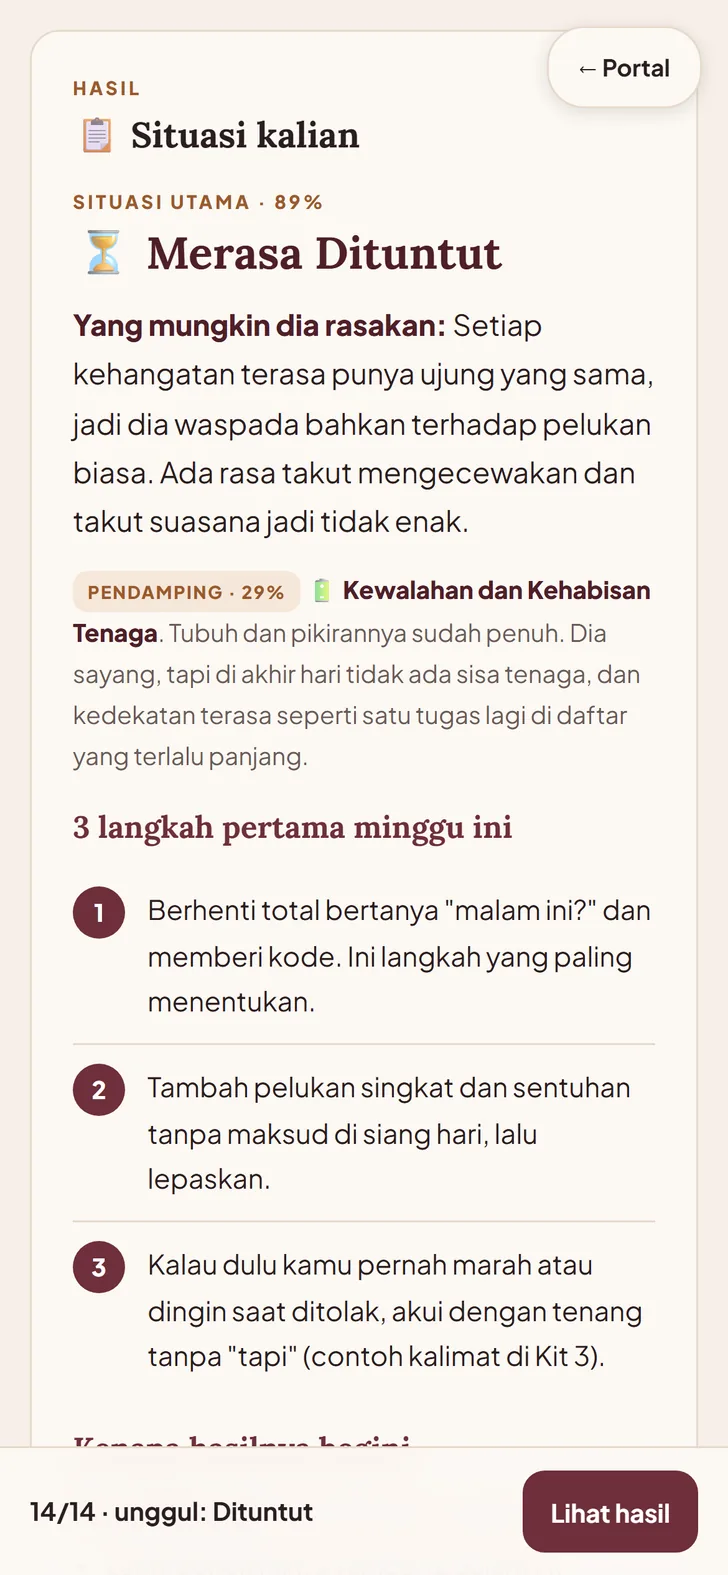 ← Portal
HASIL
📋 Situasi kalian
SITUASI UTAMA · 89%
⏳ Merasa Dituntut
Yang mungkin dia rasakan: Setiap
kehangatan terasa punya ujung yang sama,
jadi dia waspada bahkan terhadap pelukan
biasa. Ada rasa takut mengecewakan dan
takut suasana jadi tidak enak.
PENDAMPING · 29% 🔋 Kewalahan dan Kehabisan
Tenaga. Tubuh dan pikirannya sudah penuh. Dia
sayang, tapi di akhir hari tidak ada sisa tenaga, dan
kedekatan terasa seperti satu tugas lagi di daftar
yang terlalu panjang.
3 langkah pertama minggu ini
1 Berhenti total bertanya "malam ini?" dan
memberi kode. Ini langkah yang paling
menentukan.
2 Tambah pelukan singkat dan sentuhan
tanpa maksud di siang hari, lalu
lepaskan.
3 Kalau dulu kamu pernah marah atau
dingin saat ditolak, akui dengan tenang
tanpa "tapi" (contoh kalimat di Kit 3).
Kenapa hasilnya begini
14/14 · unggul: Dituntut
Lihat hasil